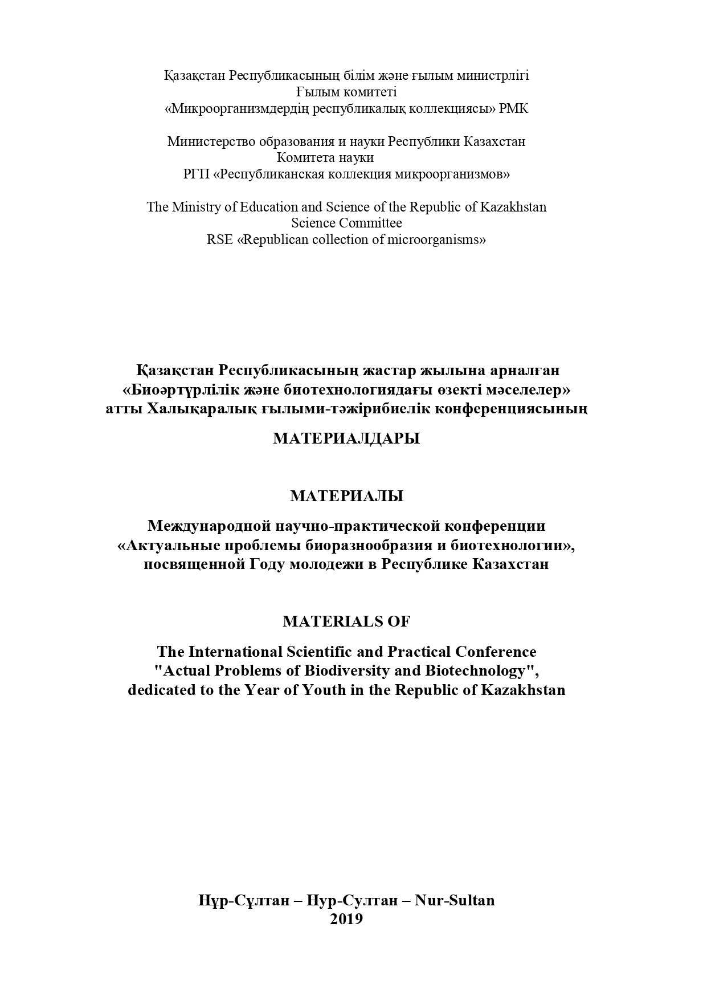 Қазақстан Республикасының білім және ғылым министрлігі
Ғылым комитеті
«Микроорганизмдердің республикалық коллекциясы» РМК
Министерство образования и науки Республики Казахстан
Комитета науки
РГП «Республиканская коллекция микроорганизмов»
The Ministry of Education and Science of the Republic of Kazakhstan
Science Committee
RSE «Republican collection of microorganisms»
Қазақстан Республикасының жастар жылына арналған
«Биоәртүрлілік және биотехнологиядағы өзекті мәселелер»
атты Халықаралық ғылыми-тәжірибиелік конференциясының
МАТЕРИАЛДАРЫ
МАТЕРИАЛЫ
Международной научно-практической конференции
«Актуальные проблемы биоразнообразия и биотехнологии»,
посвященной Году молодежи в Республике Казахстан
MATERIALS OF
The International Scientific and Practical Conference
"Actual Problems of Biodiversity and Biotechnology",
dedicated to the Year of Youth in the Republic of Kazakhstan
Нұр-Сұлтан – Нур-Султан – Nur-Sultan
2019